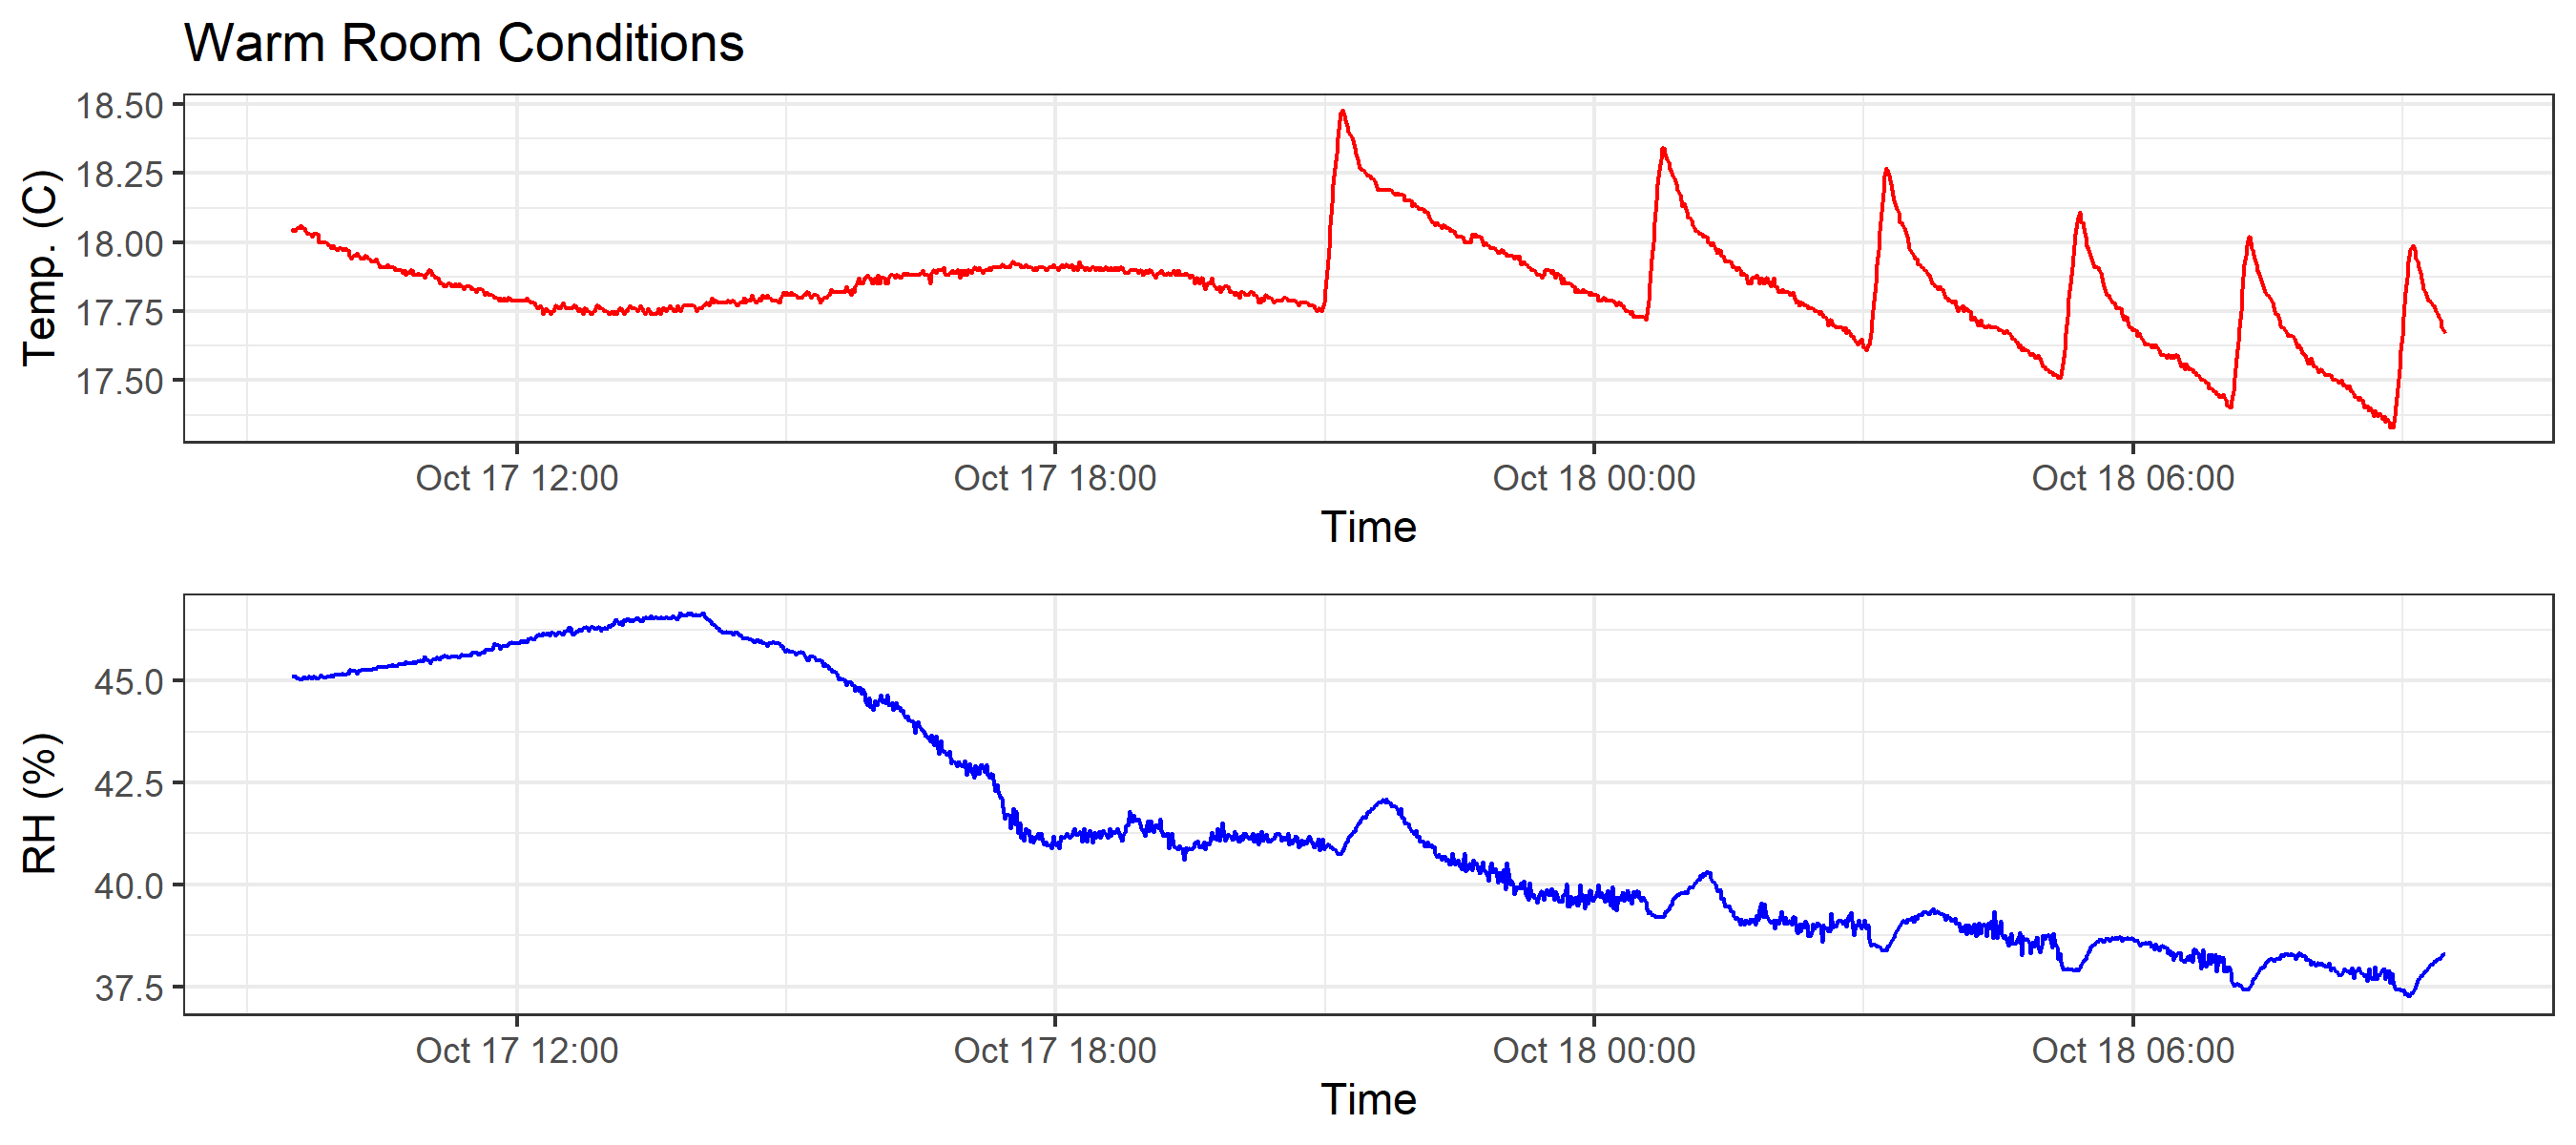 Warm Room Conditions
Temp. (C)
18.50
18.25
18.00
17.75
17.50
Oct 17 12:00 Oct 17 18:00 Oct 18 00:00 Oct 18 06:00
Time
RH (%)
45.0
42.5
40.0
37.5
Oct 17 12:00 Oct 17 18:00 Oct 18 00:00 Oct 18 06:00
Time